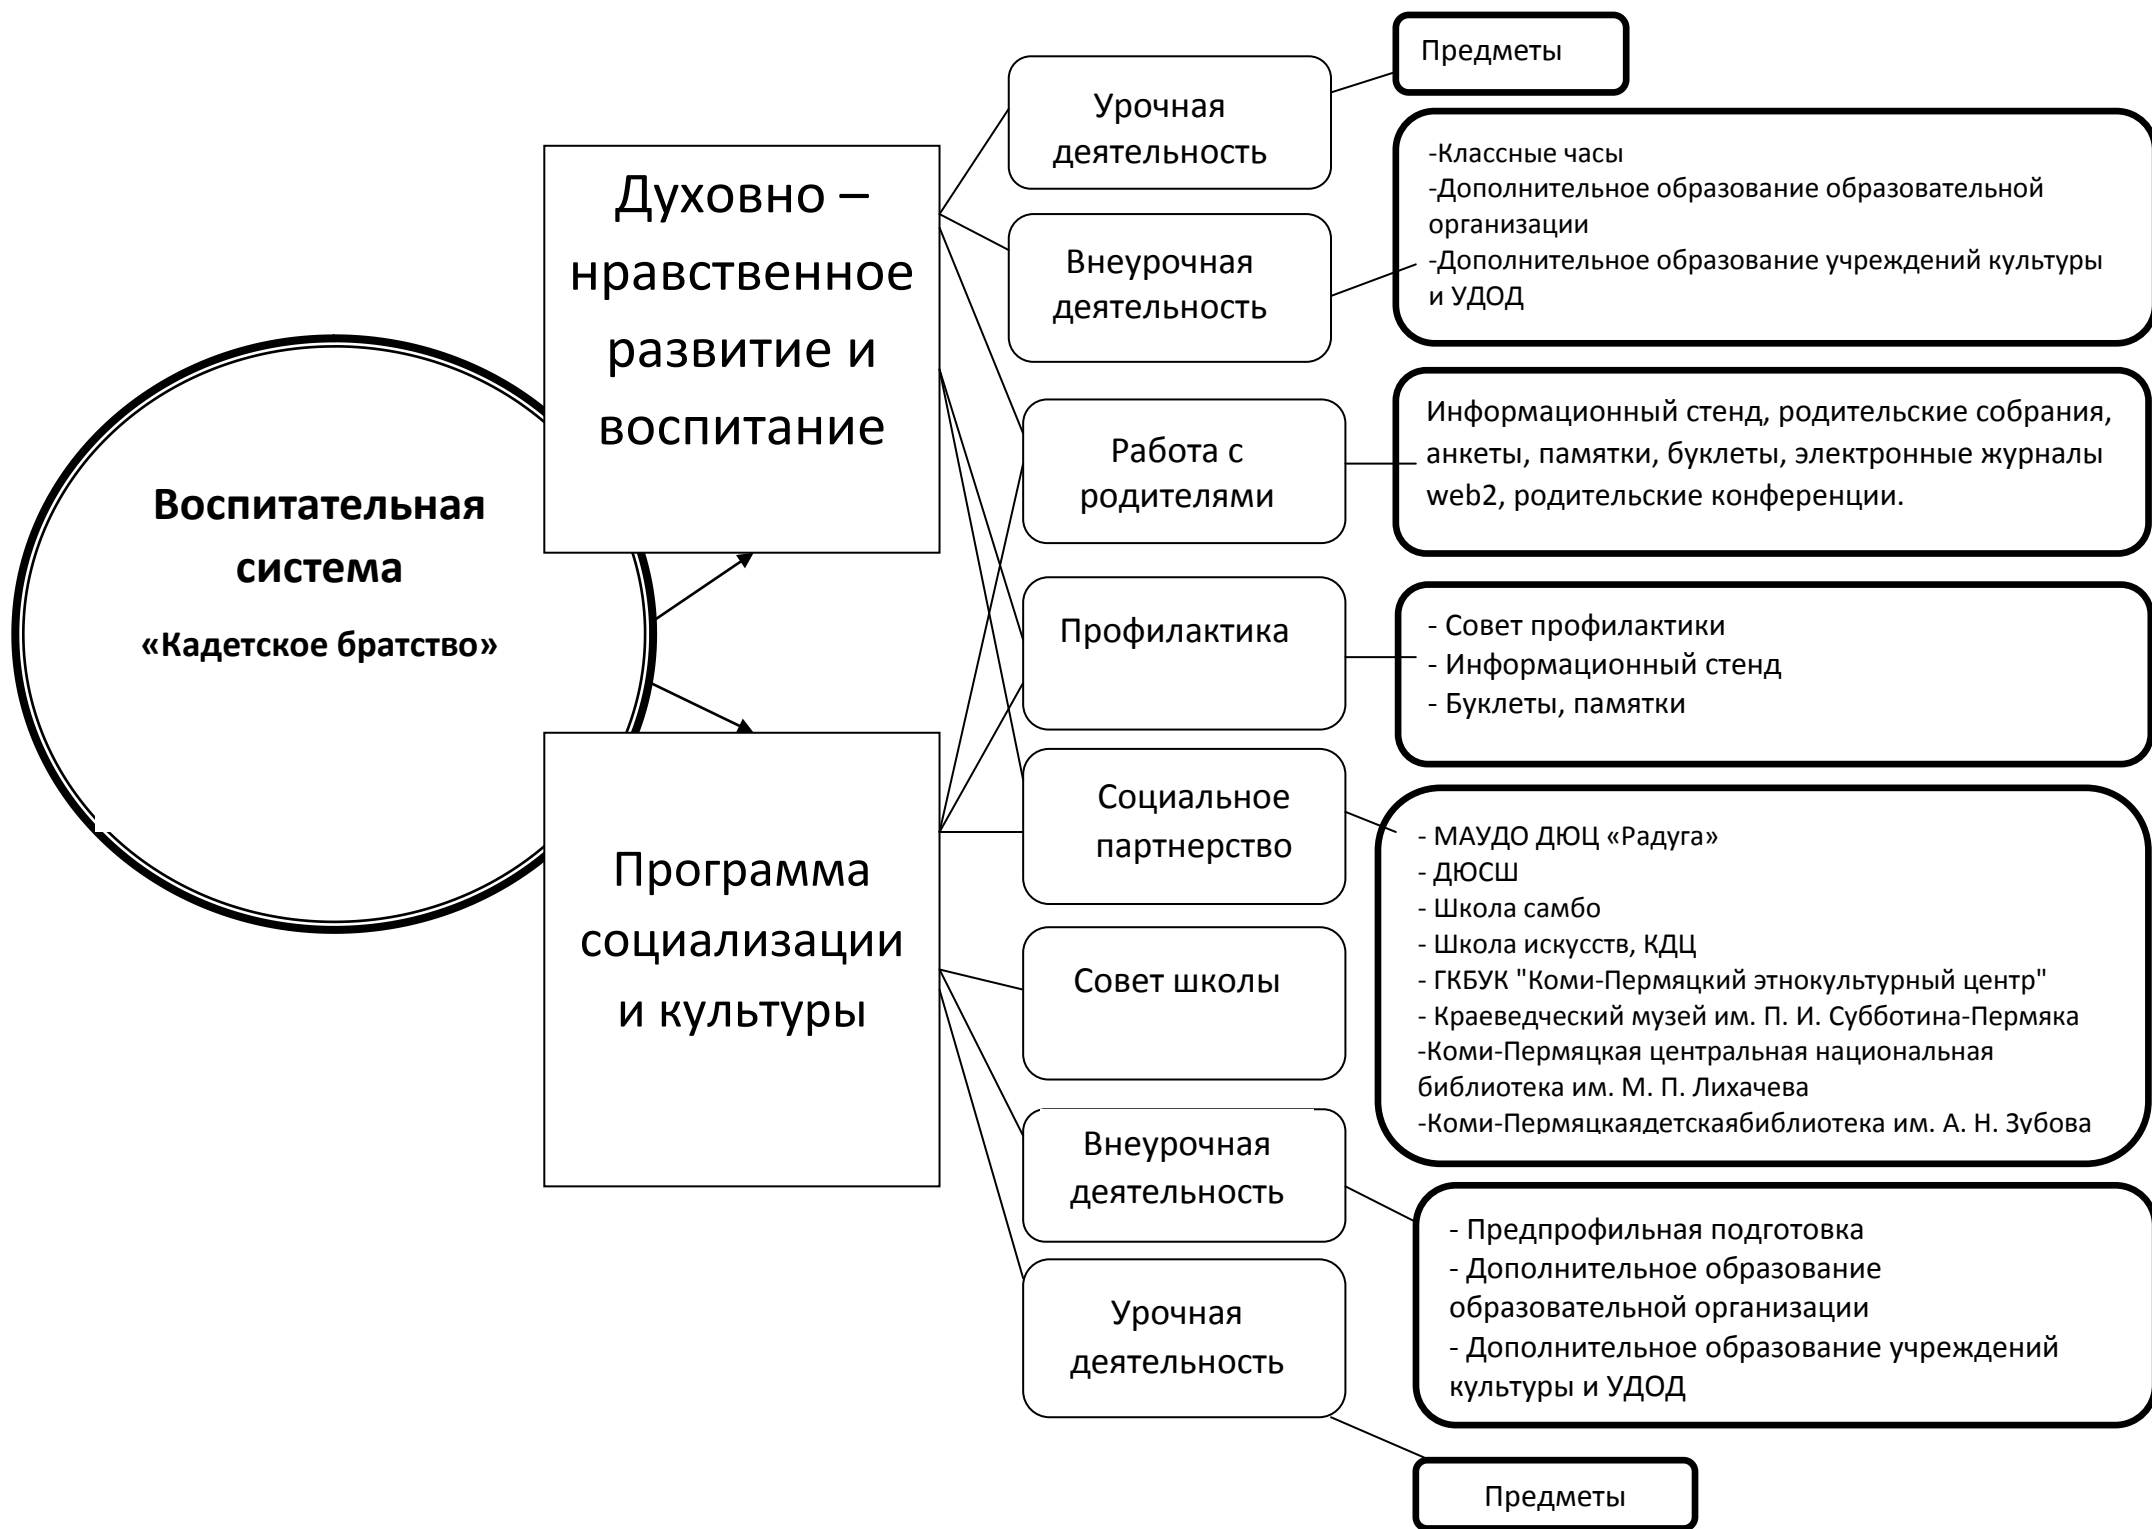 Воспитательная
система
«Кадетское братство»
Духовно –
нравственное
развитие и
воспитание
Программа
социализации
и культуры
Урочная
деятельность
Внеурочная
деятельность
Работа с
родителями
Профилактика
Социальное
партнерство
Совет школы
Внеурочная
деятельность
Урочная
деятельность
Предметы
-Классные часы
-Дополнительное образование образовательной
организации
-Дополнительное образование учреждений культуры
и УДОД
Информационный стенд, родительские собрания,
анкеты, памятки, буклеты, электронные журналы
web2, родительские конференции.
- Совет профилактики
- Информационный стенд
- Буклеты, памятки
- МАУДО ДЮЦ «Радуга»
- ДЮСШ
- Школа самбо
- Школа искусств, КДЦ
- ГКБУК "Коми-Пермяцкий этнокультурный центр"
- Краеведческий музей им. П. И. Субботина-Пермяка
-Коми-Пермяцкая центральная национальная
библиотека им. М. П. Лихачева
-Коми-Пермяцкаядетскаябиблиотека им. А. Н. Зубова
- Предпрофильная подготовка
- Дополнительное образование
образовательной организации
- Дополнительное образование учреждений
культуры и УДОД
Предметы